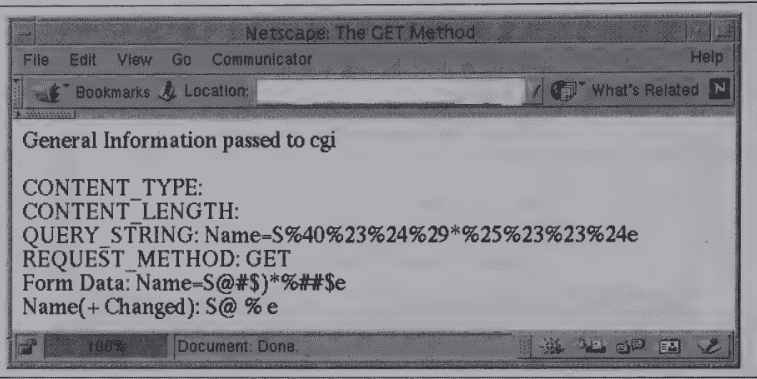 Netscape: The GET Method
File Edit View Go Communicator Help
Bookmarks Location: What's Related N
General Information passed to cgi
CONTENT_TYPE:
CONTENT_LENGTH:
QUERY_STRING: Name=S%40%23%24%29*%25%23%23%24e
REQUEST_METHOD: GET
Form Data: Name=S@#$)*%##$e
Name(+ Changed): S@ % e
100% Document: Done.